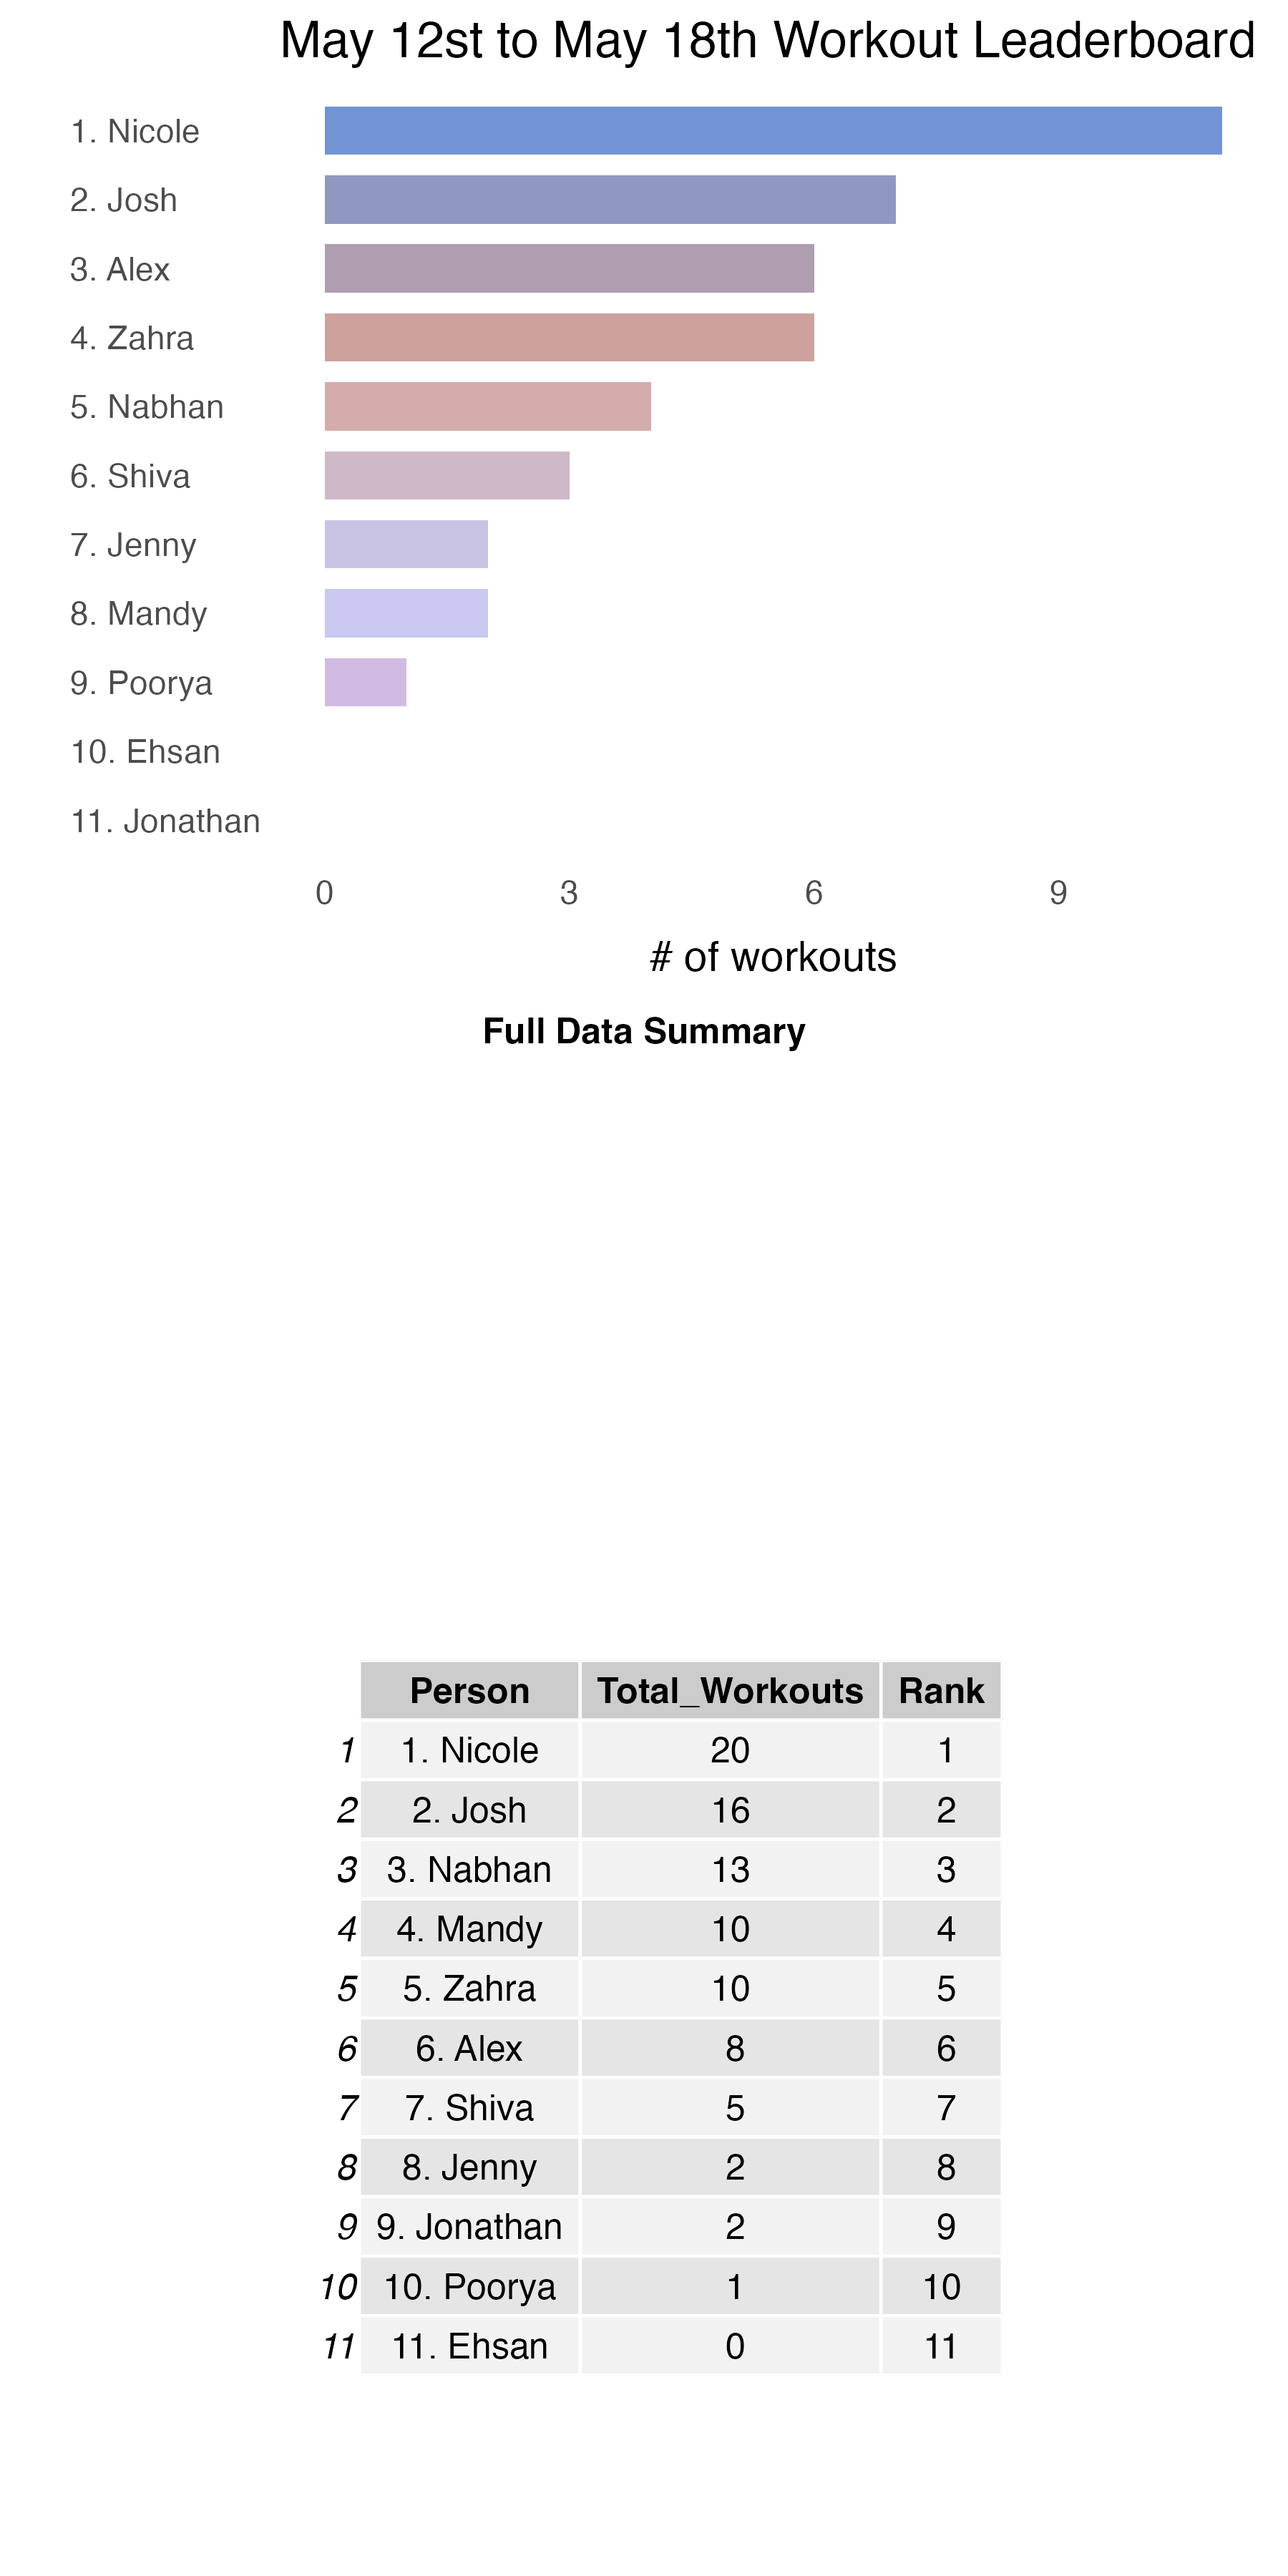 May 12st to May 18th Workout Leaderboard
1. Nicole
2. Josh
3. Alex
4. Zahra
5. Nabhan
6. Shiva
7. Jenny
8. Mandy
9. Poorya
10. Ehsan
11. Jonathan
0 3 6 9
# of workouts
Full Data Summary
Person Total_Workouts Rank
1 1. Nicole 20 1
2 2. Josh 16 2
3 3. Nabhan 13 3
4 4. Mandy 10 4
5 5. Zahra 10 5
6 6. Alex 8 6
7 7. Shiva 5 7
8 8. Jenny 2 8
9 9. Jonathan 2 9
10 10. Poorya 1 10
11 11. Ehsan 0 11